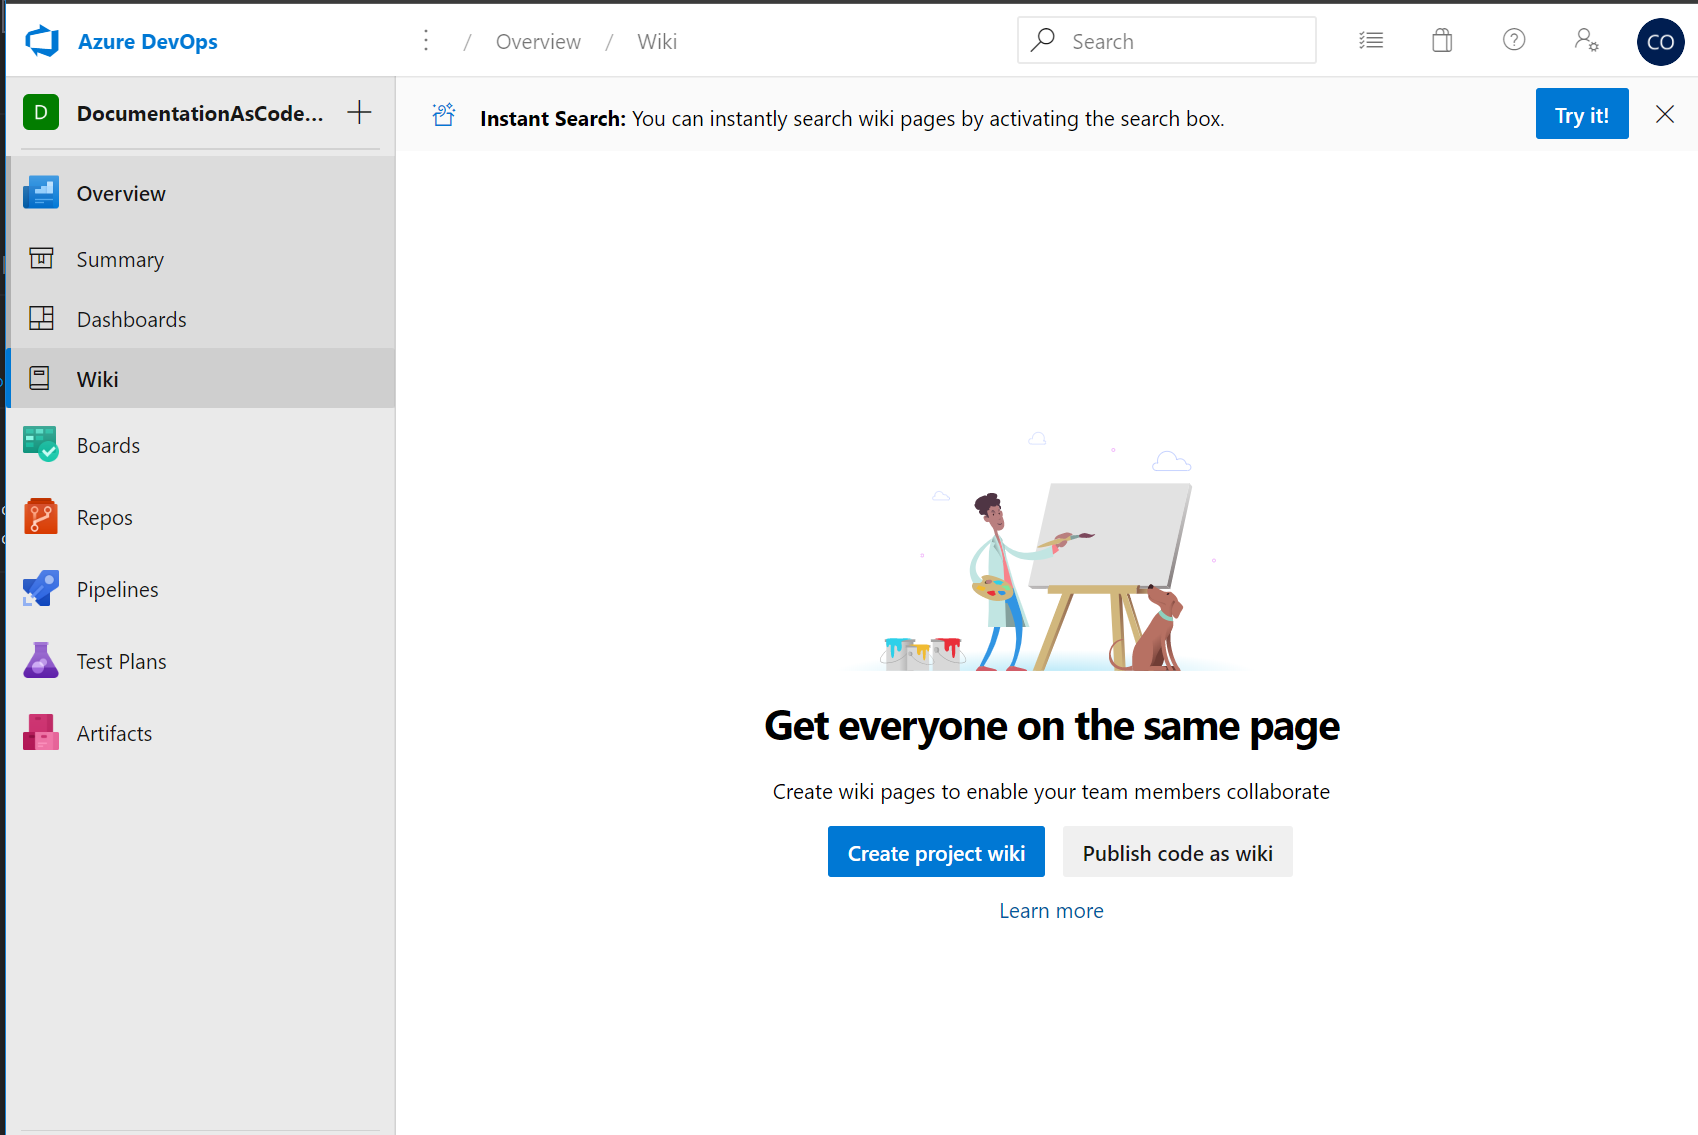 Azure DevOps
/ Overview / Wiki
Search
CO
D DocumentationAsCode...
Instant Search: You can instantly search wiki pages by activating the search box.
Try it!
Overview
Summary
Dashboards
Wiki
Boards
Repos
Pipelines
Test Plans
Artifacts
Get everyone on the same page
Create wiki pages to enable your team members collaborate
Create project wiki
Publish code as wiki
Learn more